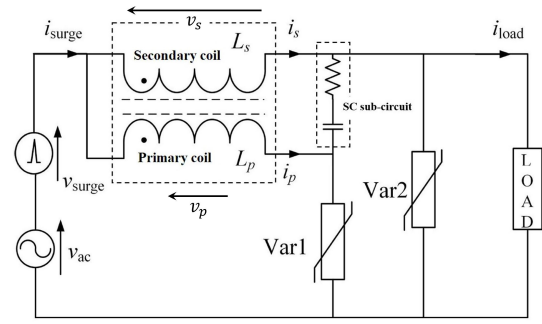 v_s
i_surge
Secondary coil
L_s
i_s
i_load
SC sub-circuit
Primary coil
L_p
i_p
v_surge
v_p
Var1
Var2
LOAD
v_ac